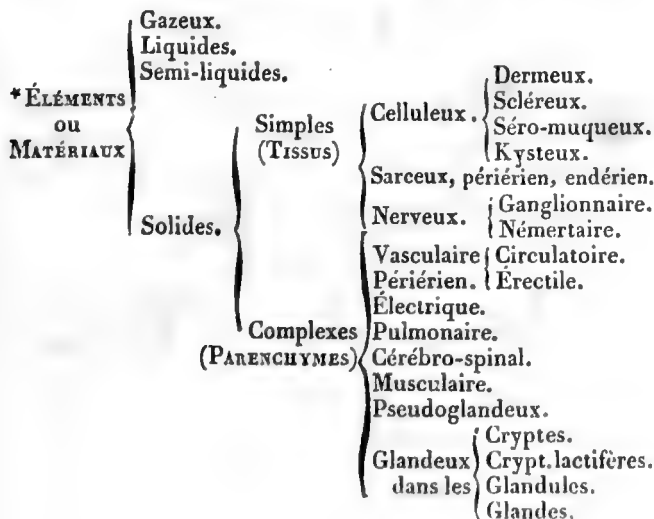 Gazeux.
Liquides.
Semi-liquides.
*ÉLÉMENTS
ou
MATÉRIAUX
Solides.
Simples
(TISSUS)
Celluleux.
Dermeux.
Scléreux.
Séro-muqueux.
Kysteux.
Sarceux, périérien, endérien.
Nerveux.
Ganglionnaire.
Némertaire.
Complexes
(PARENCHYMES)
Vasculaire
Périérien.
Circulatoire.
Érectile.
Électrique.
Pulmonaire.
Cérébro-spinal.
Musculaire.
Pseudoglandeux.
Glandeux
dans les
Cryptes.
Crypt. lactifères.
Glandules.
Glandes.